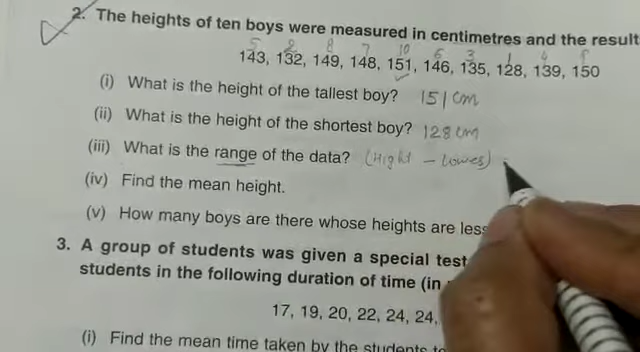 2. The heights of ten boys were measured in centimetres and the result
5 2 8 7 10 6 3 1 4
143, 132, 149, 148, 151, 146, 135, 128, 139, 150
(i) What is the height of the tallest boy? 151 cm
(ii) What is the height of the shortest boy? 128 cm
(iii) What is the range of the data? (Hight - Lowes)
(iv) Find the mean height.
(v) How many boys are there whose heights are less
3. A group of students was given a special test
students in the following duration of time (in
17, 19, 20, 22, 24, 24,
(i) Find the mean time taken by the students to